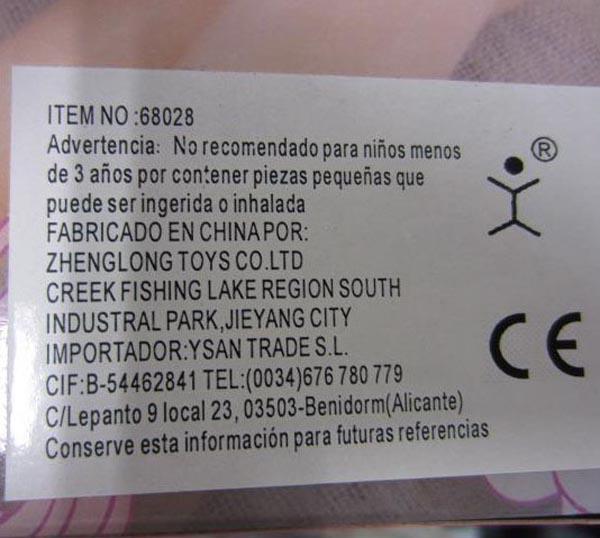 ITEM NO :68028
Advertencia: No recomendado para niños menos
de 3 años por contener piezas pequeñas que
puede ser ingerida o inhalada
FABRICADO EN CHINA POR:
ZHENGLONG TOYS CO.LTD
CREEK FISHING LAKE REGION SOUTH
INDUSTRAL PARK,JIEYANG CITY
IMPORTADOR:YSAN TRADE S.L.
CIF:B-54462841 TEL:(0034)676 780 779
C/Lepanto 9 local 23, 03503-Benidorm(Alicante)
Conserve esta información para futuras referencias
®
CE